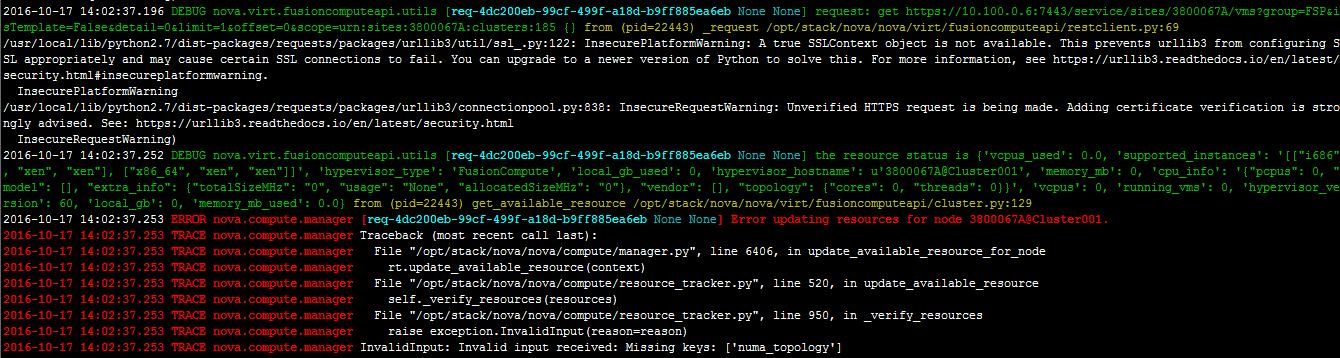 2016-10-17 14:02:37.196 DEBUG nova.virt.fusioncomputeapi.utils [req-4dc200eb-99cf-499f-a18d-b9ff885ea6eb None None] request: get https://10.100.0.6:7443/service/sites/3800067A/vms?group=FSP&i
sTemplate=False&detail=0&limit=1&offset=0&scope=urn:sites:3800067A:clusters:185 {} from (pid=22443) _request /opt/stack/nova/nova/virt/fusioncomputeapi/restclient.py:69
/usr/local/lib/python2.7/dist-packages/requests/packages/urllib3/util/ssl_.py:122: InsecurePlatformWarning: A true SSLContext object is not available. This prevents urllib3 from configuring S
SL appropriately and may cause certain SSL connections to fail. You can upgrade to a newer version of Python to solve this. For more information, see https://urllib3.readthedocs.io/en/latest/
security.html#insecureplatformwarning.
InsecurePlatformWarning
/usr/local/lib/python2.7/dist-packages/requests/packages/urllib3/connectionpool.py:838: InsecureRequestWarning: Unverified HTTPS request is being made. Adding certificate verification is stro
ngly advised. See: https://urllib3.readthedocs.io/en/latest/security.html
InsecureRequestWarning)
2016-10-17 14:02:37.252 DEBUG nova.virt.fusioncomputeapi.utils [req-4dc200eb-99cf-499f-a18d-b9ff885ea6eb None None] the resource status is {'vcpus_used': 0.0, 'supported_instances': '[["i686"
, "xen", "xen"], ["x86_64", "xen", "xen"]]', 'hypervisor_type': 'FusionCompute', 'local_gb_used': 0, 'hypervisor_hostname': u'3800067A@Cluster001', 'memory_mb': 0, 'cpu_info': '{"pcpus": 0, "
model": [], "extra_info": {"totalSizeMHz": "0", "usage": "None", "allocatedSizeMHz": "0"}, "vendor": [], "topology": {"cores": 0, "threads": 0}}', 'vcpus': 0, 'running_vms': 0, 'hypervisor_ve
rsion': 60, 'local_gb': 0, 'memory_mb_used': 0.0} from (pid=22443) get_available_resource /opt/stack/nova/nova/virt/fusioncomputeapi/cluster.py:129
2016-10-17 14:02:37.253 ERROR nova.compute.manager [req-4dc200eb-99cf-499f-a18d-b9ff885ea6eb None None] Error updating resources for node 3800067A@Cluster001.
2016-10-17 14:02:37.253 TRACE nova.compute.manager Traceback (most recent call last):
2016-10-17 14:02:37.253 TRACE nova.compute.manager   File "/opt/stack/nova/nova/compute/manager.py", line 6406, in update_available_resource_for_node
2016-10-17 14:02:37.253 TRACE nova.compute.manager     rt.update_available_resource(context)
2016-10-17 14:02:37.253 TRACE nova.compute.manager   File "/opt/stack/nova/nova/compute/resource_tracker.py", line 520, in update_available_resource
2016-10-17 14:02:37.253 TRACE nova.compute.manager     self._verify_resources(resources)
2016-10-17 14:02:37.253 TRACE nova.compute.manager   File "/opt/stack/nova/nova/compute/resource_tracker.py", line 950, in _verify_resources
2016-10-17 14:02:37.253 TRACE nova.compute.manager     raise exception.InvalidInput(reason=reason)
2016-10-17 14:02:37.253 TRACE nova.compute.manager InvalidInput: Invalid input received: Missing keys: ['numa_topology']